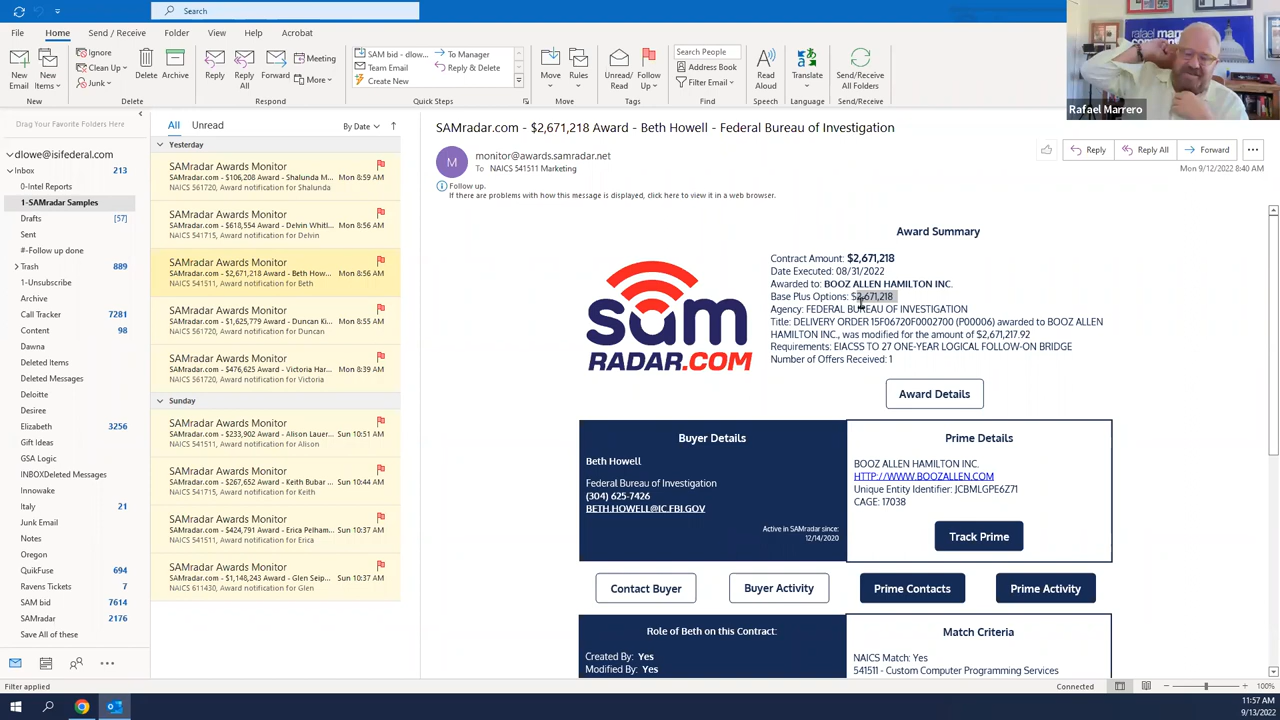 Search
File Home Send / Receive Folder View Help Acrobat
New Email
New Items
Ignore
Clean Up
Junk
Delete
Archive
Reply
Reply All
Forward
Meeting
More
SAM bid - dlow...
Team Email
Create New
To Manager
Reply & Delete
Move
Rules
Unread/ Read
Follow Up
Search People
Address Book
Filter Email
Read Aloud
Translate
Send/Receive All Folders
New Delete Respond Quick Steps Move Tags Find Speech Language Send/Receive
Rafael Marrero
Drag Your Favorite Folders Here
dlowe@isifederal.com
Inbox 213
0-Intel Reports
1-SAMradar Samples
Drafts [57]
Sent
#-Follow up done
Trash 889
1-Unsubscribe
Archive
Call Tracker 7281
Content 98
Dawna
Deleted Items
Deleted Messages
Deloitte
Desiree
Elizabeth 3256
Gift Ideas
GSA Logic
INBOXDeleted Messages
Innowake
Italy 21
Junk Email
Notes
Oregon
QuikFuse 694
Ravens Tickets 7
SAM bid 7614
SAMradar 2176
Save All of these
All Unread By Date
Yesterday
SAMradar Awards Monitor
SAMradar.com - $106,208 Award - Shalunda M... Mon 8:59 AM
NAICS 561720, Award notification for Shalunda
SAMradar Awards Monitor
SAMradar.com - $618,554 Award - Delvin Whitl... Mon 8:56 AM
NAICS 541715, Award notification for Delvin
SAMradar Awards Monitor
SAMradar.com - $2,671,218 Award - Beth How... Mon 8:56 AM
NAICS 541511, Award notification for Beth
SAMradar Awards Monitor
SAMradar.com - $1,625,779 Award - Duncan Ki... Mon 8:56 AM
NAICS 561720, Award notification for Duncan
SAMradar Awards Monitor
SAMradar.com - $476,625 Award - Victoria Har... Mon 8:39 AM
NAICS 561720, Award notification for Victoria
Sunday
SAMradar Awards Monitor
SAMradar.com - $233,902 Award - Alison Lauer... Sun 10:51 AM
NAICS 541511, Award notification for Alison
SAMradar Awards Monitor
SAMradar.com - $267,652 Award - Keith Bubar ... Sun 10:44 AM
NAICS 541715, Award notification for Keith
SAMradar Awards Monitor
SAMradar.com - $424,791 Award - Erica Pelham... Sun 10:37 AM
NAICS 541511, Award notification for Erica
SAMradar Awards Monitor
SAMradar.com - $1,148,243 Award - Glen Seip... Sun 10:37 AM
NAICS 611430, Award notification for Glen
SAMradar.com - $2,671,218 Award - Beth Howell - Federal Bureau of Investigation
M
monitor@awards.samradar.net
To NAICS 541511 Marketing
Reply Reply All Forward
Mon 9/12/2022 8:40 AM
Follow up.
If there are problems with how this message is displayed, click here to view it in a web browser.
sam
RADAR.COM
Award Summary
Contract Amount: $2,671,218
Date Executed: 08/31/2022
Awarded to: BOOZ ALLEN HAMILTON INC.
Base Plus Options: $2,671,218
Agency: FEDERAL BUREAU OF INVESTIGATION
Title: DELIVERY ORDER 15F06720F0002700 (P00006) awarded to BOOZ ALLEN
HAMILTON INC., was modified for the amount of $2,671,217.92
Requirements: EIACSS TO 27 ONE-YEAR LOGICAL FOLLOW-ON BRIDGE
Number of Offers Received: 1
Award Details
Buyer Details
Beth Howell
Federal Bureau of Investigation
(304) 625-7426
BETH.HOWELL@IC.FBI.GOV
Active in SAMradar since:
12/14/2020
Prime Details
BOOZ ALLEN HAMILTON INC.
HTTP://WWW.BOOZALLEN.COM
Unique Entity Identifier: JCBMLGPE6Z71
CAGE: 17038
Track Prime
Contact Buyer Buyer Activity Prime Contacts Prime Activity
Role of Beth on this Contract:
Created By: Yes
Modified By: Yes
Match Criteria
NAICS Match: Yes
541511 - Custom Computer Programming Services
Filter applied
Connected
100%
11:57 AM
9/13/2022